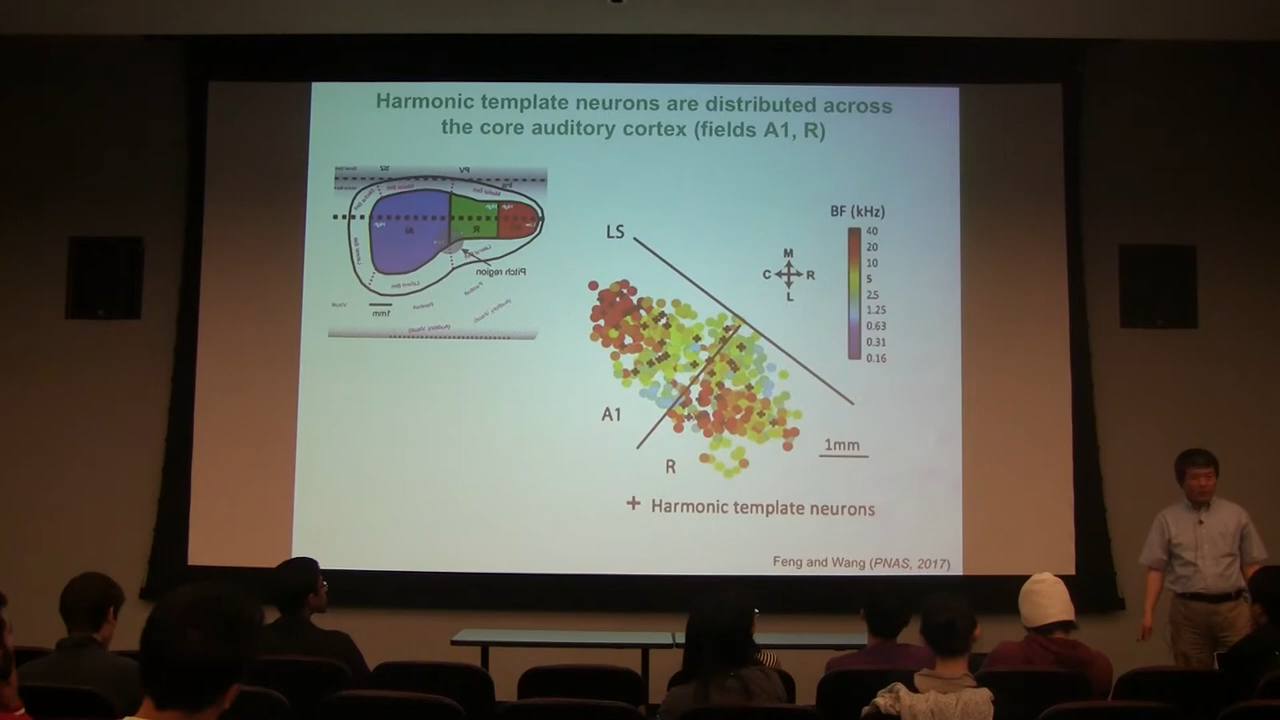 Harmonic template neurons are distributed across
the core auditory cortex (fields A1, R)
Pitch region
1mm
LS
M
C R
L
BF (kHz)
40
20
10
5
2.5
1.25
0.63
0.31
0.16
A1
R
1mm
+ Harmonic template neurons
Feng and Wang (PNAS, 2017)